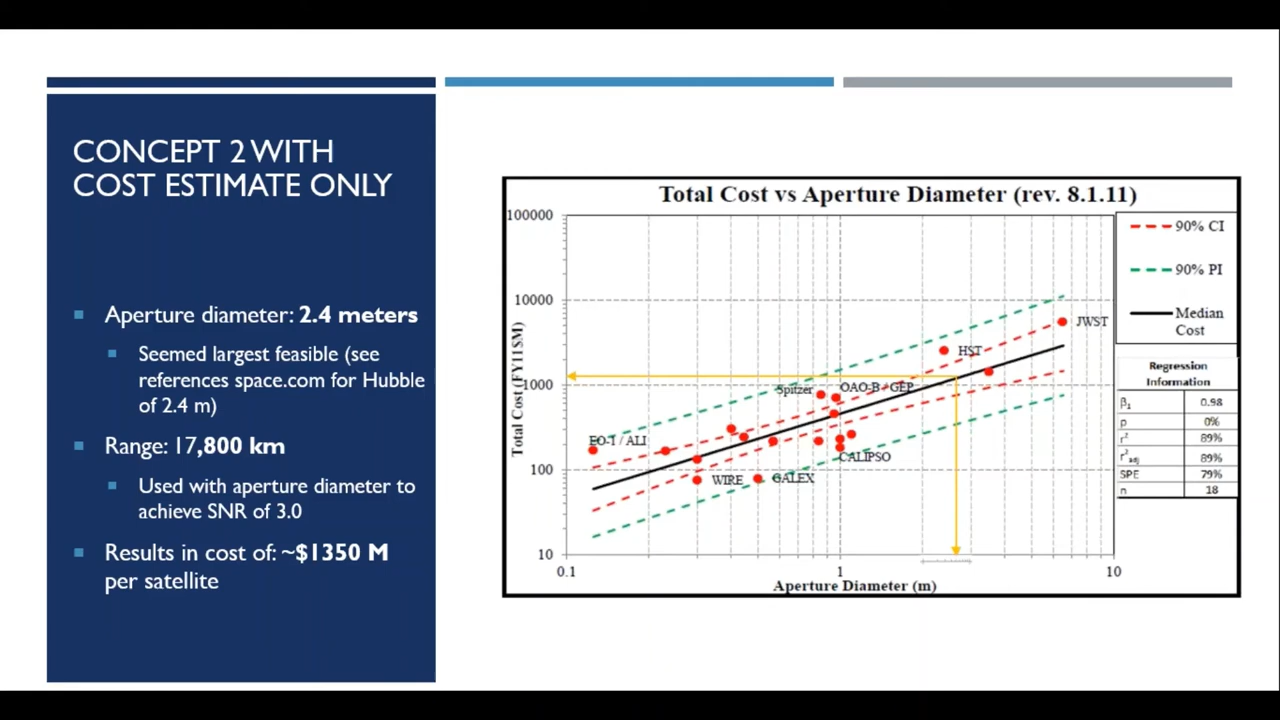 CONCEPT 2 WITH
COST ESTIMATE ONLY
Aperture diameter: 2.4 meters
Seemed largest feasible (see
references space.com for Hubble
of 2.4 m)
Range: 17,800 km
Used with aperture diameter to
achieve SNR of 3.0
Results in cost of: ~$1350 M
per satellite
Total Cost vs Aperture Diameter (rev. 8.1.11)
Total Cost (FY11$M)
100000
10000
1000
100
10
0.1
1
10
Aperture Diameter (m)
JWST
HST
Spitzer
OAO-B / GEP
EO-1 / ALI
CALIPSO
WIRE
GALEX
90% CI
90% PI
Median
Cost
Regression
Information
β1 0.98
p 0%
r² 89%
r²adj 89%
SPE 79%
n 18